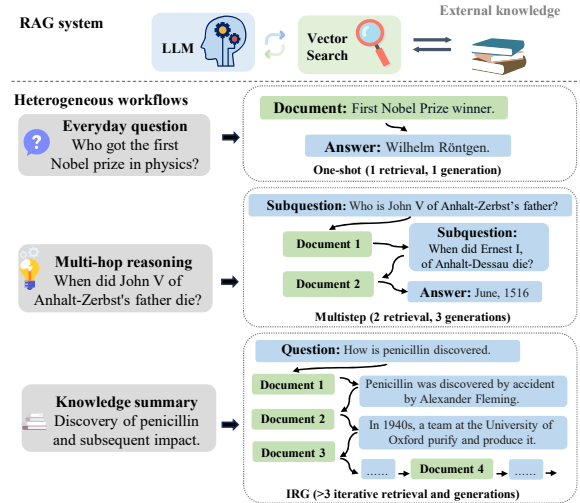 RAG system
LLM
Vector
Search
External knowledge
Heterogeneous workflows
Everyday question
Who got the first
Nobel prize in physics?
Document: First Nobel Prize winner.
Answer: Wilhelm Röntgen.
One-shot (1 retrieval, 1 generation)
Multi-hop reasoning
When did John V of
Anhalt-Zerbst's father die?
Subquestion: Who is John V of Anhalt-Zerbst's father?
Document 1
Subquestion:
When did Ernest I,
of Anhalt-Dessau die?
Document 2
Answer: June, 1516
Multistep (2 retrieval, 3 generations)
Knowledge summary
Discovery of penicillin
and subsequent impact.
Question: How is penicillin discovered.
Document 1
Penicillin was discovered by accident
by Alexander Fleming.
Document 2
In 1940s, a team at the University of
Oxford purify and produce it.
Document 3
...... Document 4 ......
IRG (>3 iterative retrieval and generations)